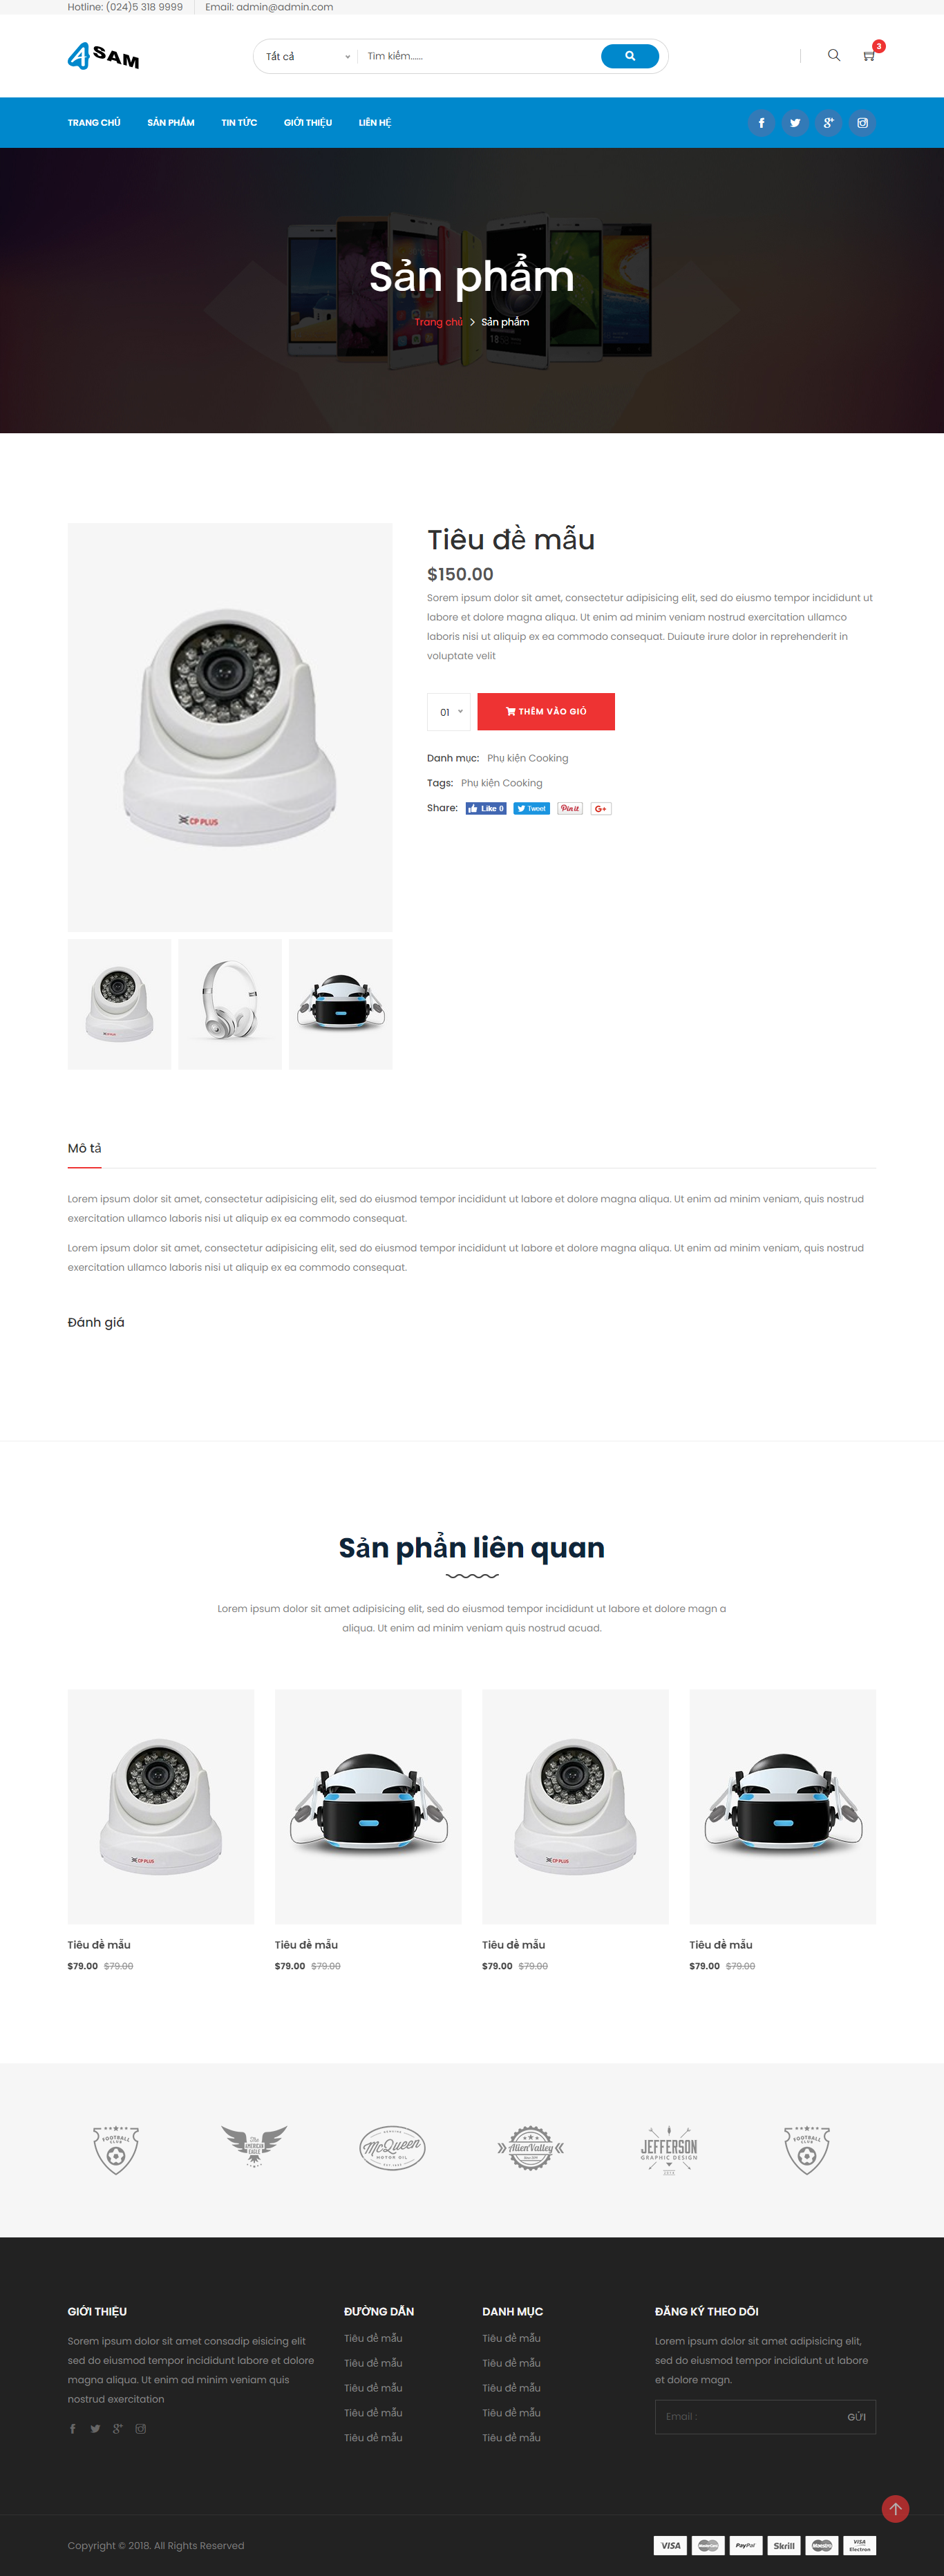 Hotline: (024)5 318 9999
Email: admin@admin.com
4SAM
Tất cả
Tìm kiếm......
3
TRANG CHỦ
SẢN PHẨM
TIN TỨC
GIỚI THIỆU
LIÊN HỆ
Sản phẩm
Trang chủ
Sản phẩm
Tiêu đề mẫu
$150.00
Sorem ipsum dolor sit amet, consectetur adipisicing elit, sed do eiusmo tempor incididunt ut
labore et dolore magna aliqua. Ut enim ad minim veniam nostrud exercitation ullamco
laboris nisi ut aliquip ex ea commodo consequat. Duiaute irure dolor in reprehenderit in
voluptate velit
01
THÊM VÀO GIỎ
Danh mục: Phụ kiện Cooking
Tags: Phụ kiện Cooking
Share: Like 0 Tweet Pin it G+
CP PLUS
Mô tả
Lorem ipsum dolor sit amet, consectetur adipisicing elit, sed do eiusmod tempor incididunt ut labore et dolore magna aliqua. Ut enim ad minim veniam, quis nostrud
exercitation ullamco laboris nisi ut aliquip ex ea commodo consequat.
Lorem ipsum dolor sit amet, consectetur adipisicing elit, sed do eiusmod tempor incididunt ut labore et dolore magna aliqua. Ut enim ad minim veniam, quis nostrud
exercitation ullamco laboris nisi ut aliquip ex ea commodo consequat.
Đánh giá
Sản phẩn liên quan
Lorem ipsum dolor sit amet adipisicing elit, sed do eiusmod tempor incididunt ut labore et dolore magn a
aliqua. Ut enim ad minim veniam quis nostrud acuad.
CP PLUS
CP PLUS
Tiêu đề mẫu
$79.00 $79.00
Tiêu đề mẫu
$79.00 $79.00
Tiêu đề mẫu
$79.00 $79.00
Tiêu đề mẫu
$79.00 $79.00
FOOTBALL
CLUB
The
AMERICAN
EAGLE
McQueen
MOTOR OIL
AlienValley
JEFFERSON
GRAPHIC DESIGN
FOOTBALL
CLUB
GIỚI THIỆU
Sorem ipsum dolor sit amet consadip eisicing elit
sed do eiusmod tempor incididunt labore et dolore
magna aliqua. Ut enim ad minim veniam quis
nostrud exercitation
ĐƯỜNG DẪN
Tiêu đề mẫu
Tiêu đề mẫu
Tiêu đề mẫu
Tiêu đề mẫu
Tiêu đề mẫu
DANH MỤC
Tiêu đề mẫu
Tiêu đề mẫu
Tiêu đề mẫu
Tiêu đề mẫu
Tiêu đề mẫu
ĐĂNG KÝ THEO DÕI
Lorem ipsum dolor sit amet adipisicing elit,
sed do eiusmod tempor incididunt ut labore
et dolore magn.
Email :
GỬI
Copyright © 2018. All Rights Reserved
VISA
PayPal
Skrill
Maestro
VISA
Electron